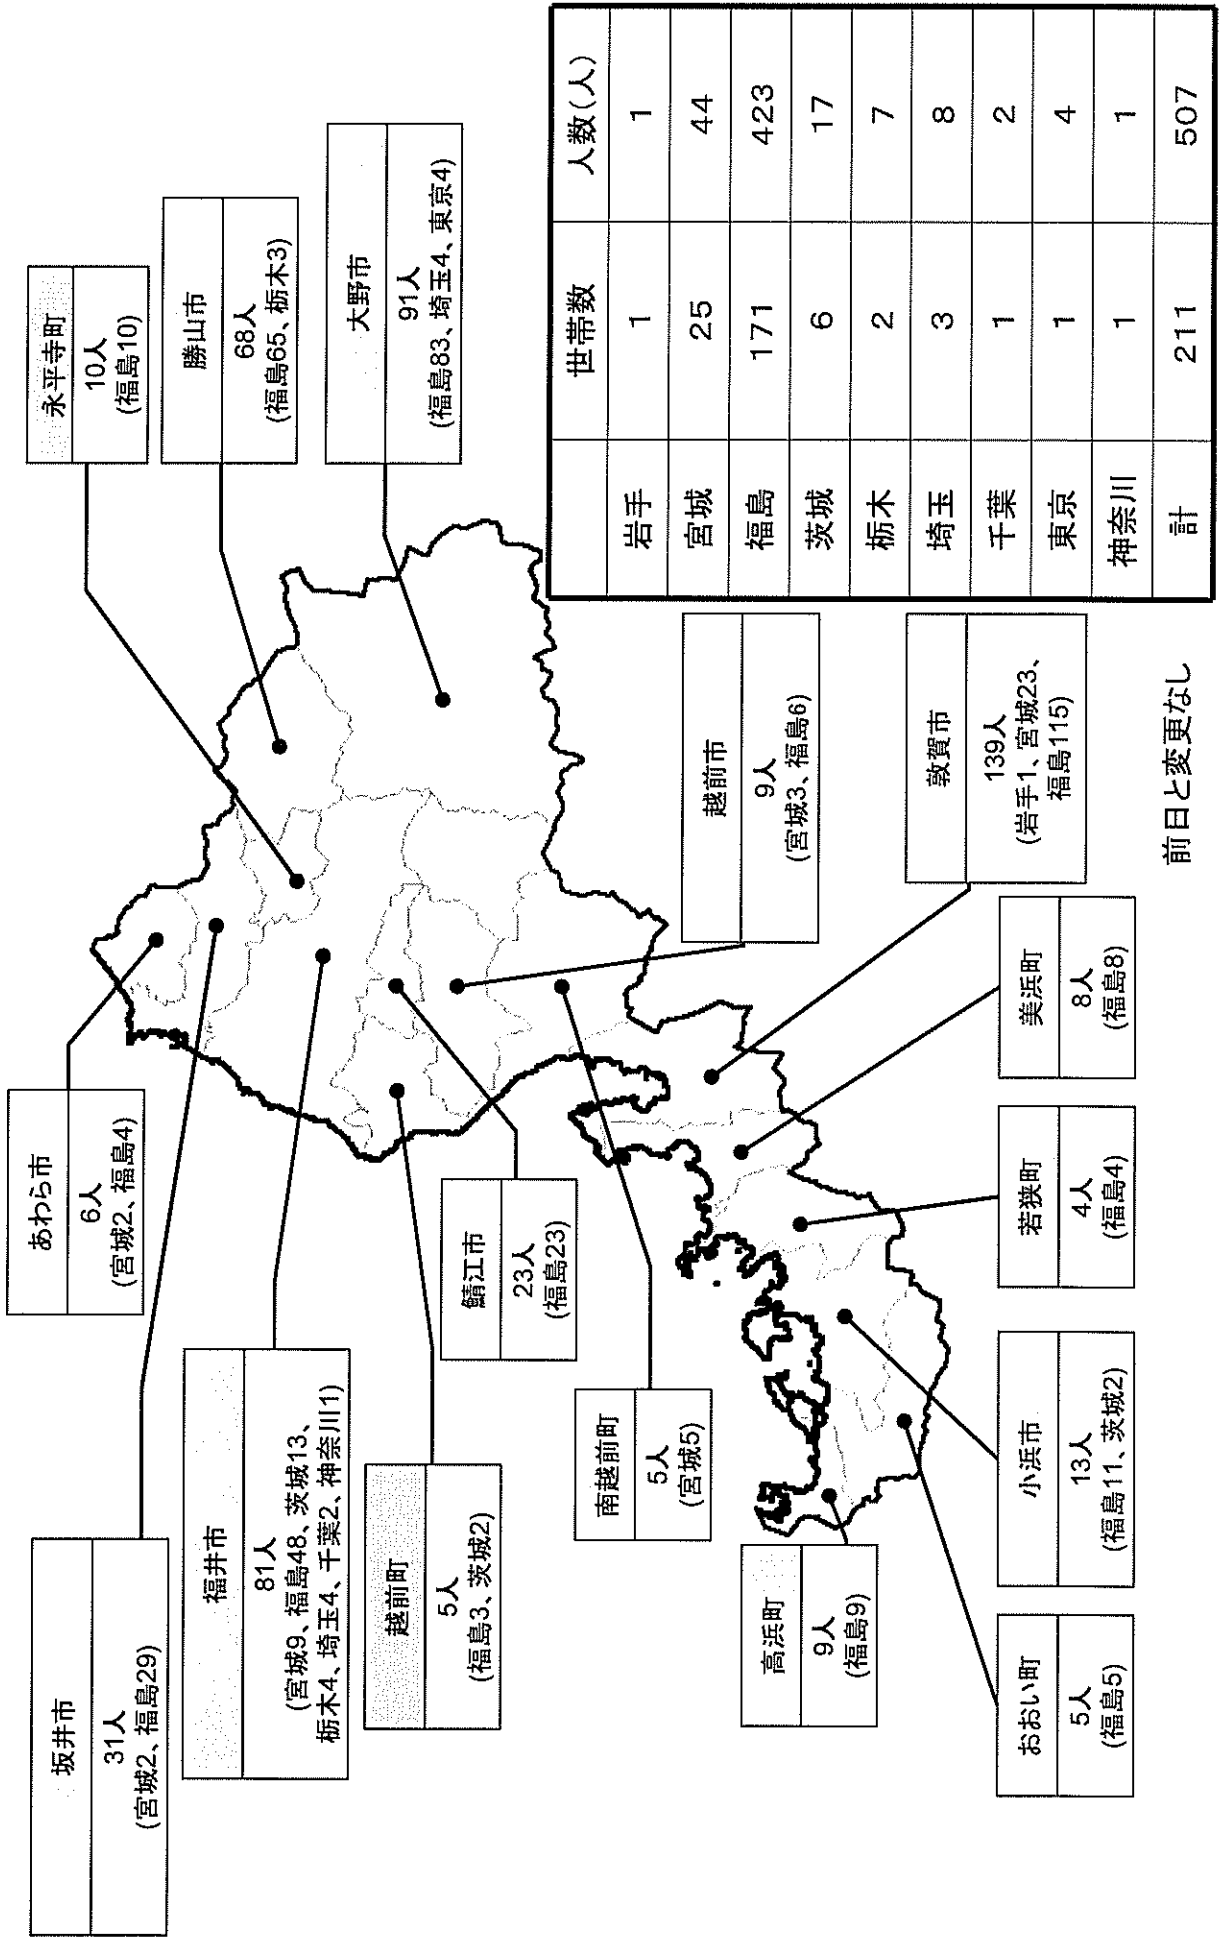 永平寺町
10人
(福島10)
勝山市
68人
(福島65、栃木3)
大野市
91人
(福島83、埼玉4、東京4)
あわら市
6人
(宮城2、福島4)
坂井市
31人
(宮城2、福島29)
福井市
81人
(宮城9、福島48、茨城13、
栃木4、埼玉4、千葉2、神奈川1)
越前町
5人
(福島3、茨城2)
鯖江市
23人
(福島23)
南越前町
5人
(宮城5)
越前市
9人
(宮城3、福島6)
敦賀市
139人
(岩手1、宮城23、
福島115)
美浜町
8人
(福島8)
若狭町
4人
(福島4)
小浜市
13人
(福島11、茨城2)
おおい町
5人
(福島5)
高浜町
9人
(福島9)
世帯数 人数(人)
岩手 1 1
宮城 25 44
福島 171 423
茨城 6 17
栃木 2 7
埼玉 3 8
千葉 1 2
東京 1 4
神奈川 1 1
計 211 507
前日と変更なし